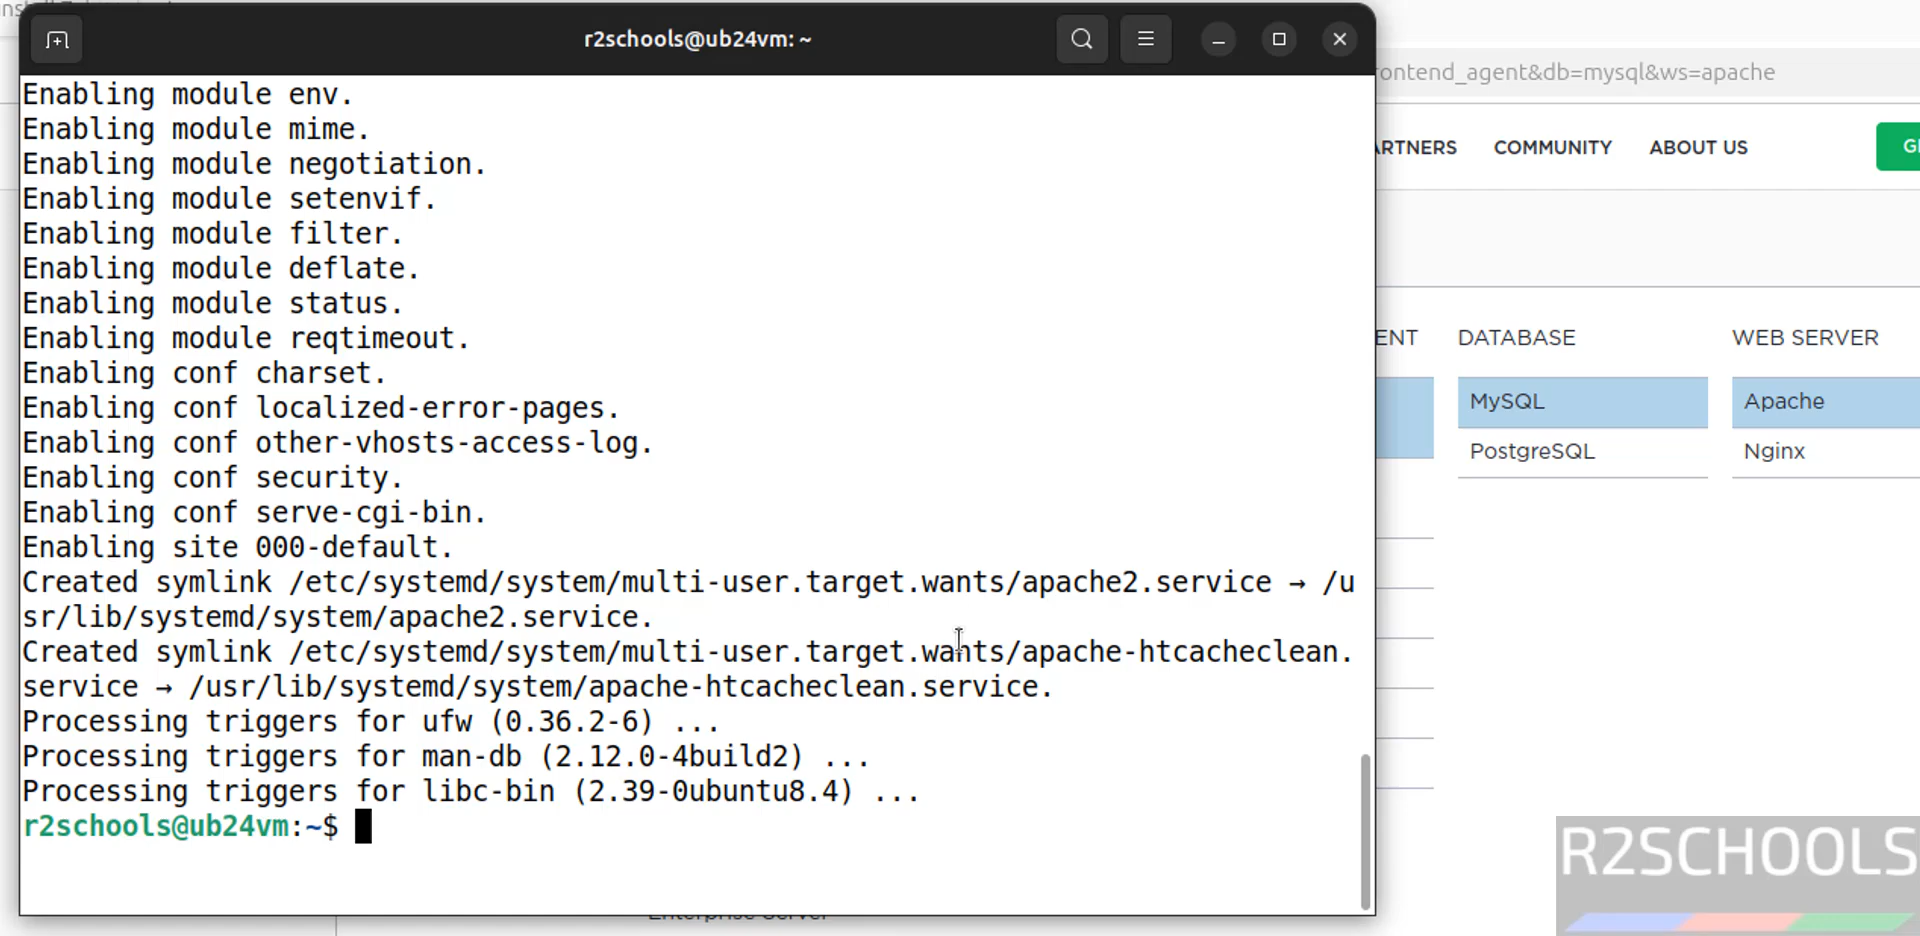 r2schools@ub24vm: ~
Enabling module env.
Enabling module mime.
Enabling module negotiation.
Enabling module setenvif.
Enabling module filter.
Enabling module deflate.
Enabling module status.
Enabling module reqtimeout.
Enabling conf charset.
Enabling conf localized-error-pages.
Enabling conf other-vhosts-access-log.
Enabling conf security.
Enabling conf serve-cgi-bin.
Enabling site 000-default.
Created symlink /etc/systemd/system/multi-user.target.wants/apache2.service → /u
sr/lib/systemd/system/apache2.service.
Created symlink /etc/systemd/system/multi-user.target.wants/apache-htcacheclean.
service → /usr/lib/systemd/system/apache-htcacheclean.service.
Processing triggers for ufw (0.36.2-6) ...
Processing triggers for man-db (2.12.0-4build2) ...
Processing triggers for libc-bin (2.39-0ubuntu8.4) ...
r2schools@ub24vm:~$
ontend_agent&db=mysql&ws=apache
ARTNERS COMMUNITY ABOUT US
ENT DATABASE WEB SERVER
MySQL Apache
PostgreSQL Nginx
R2SCHOOLS